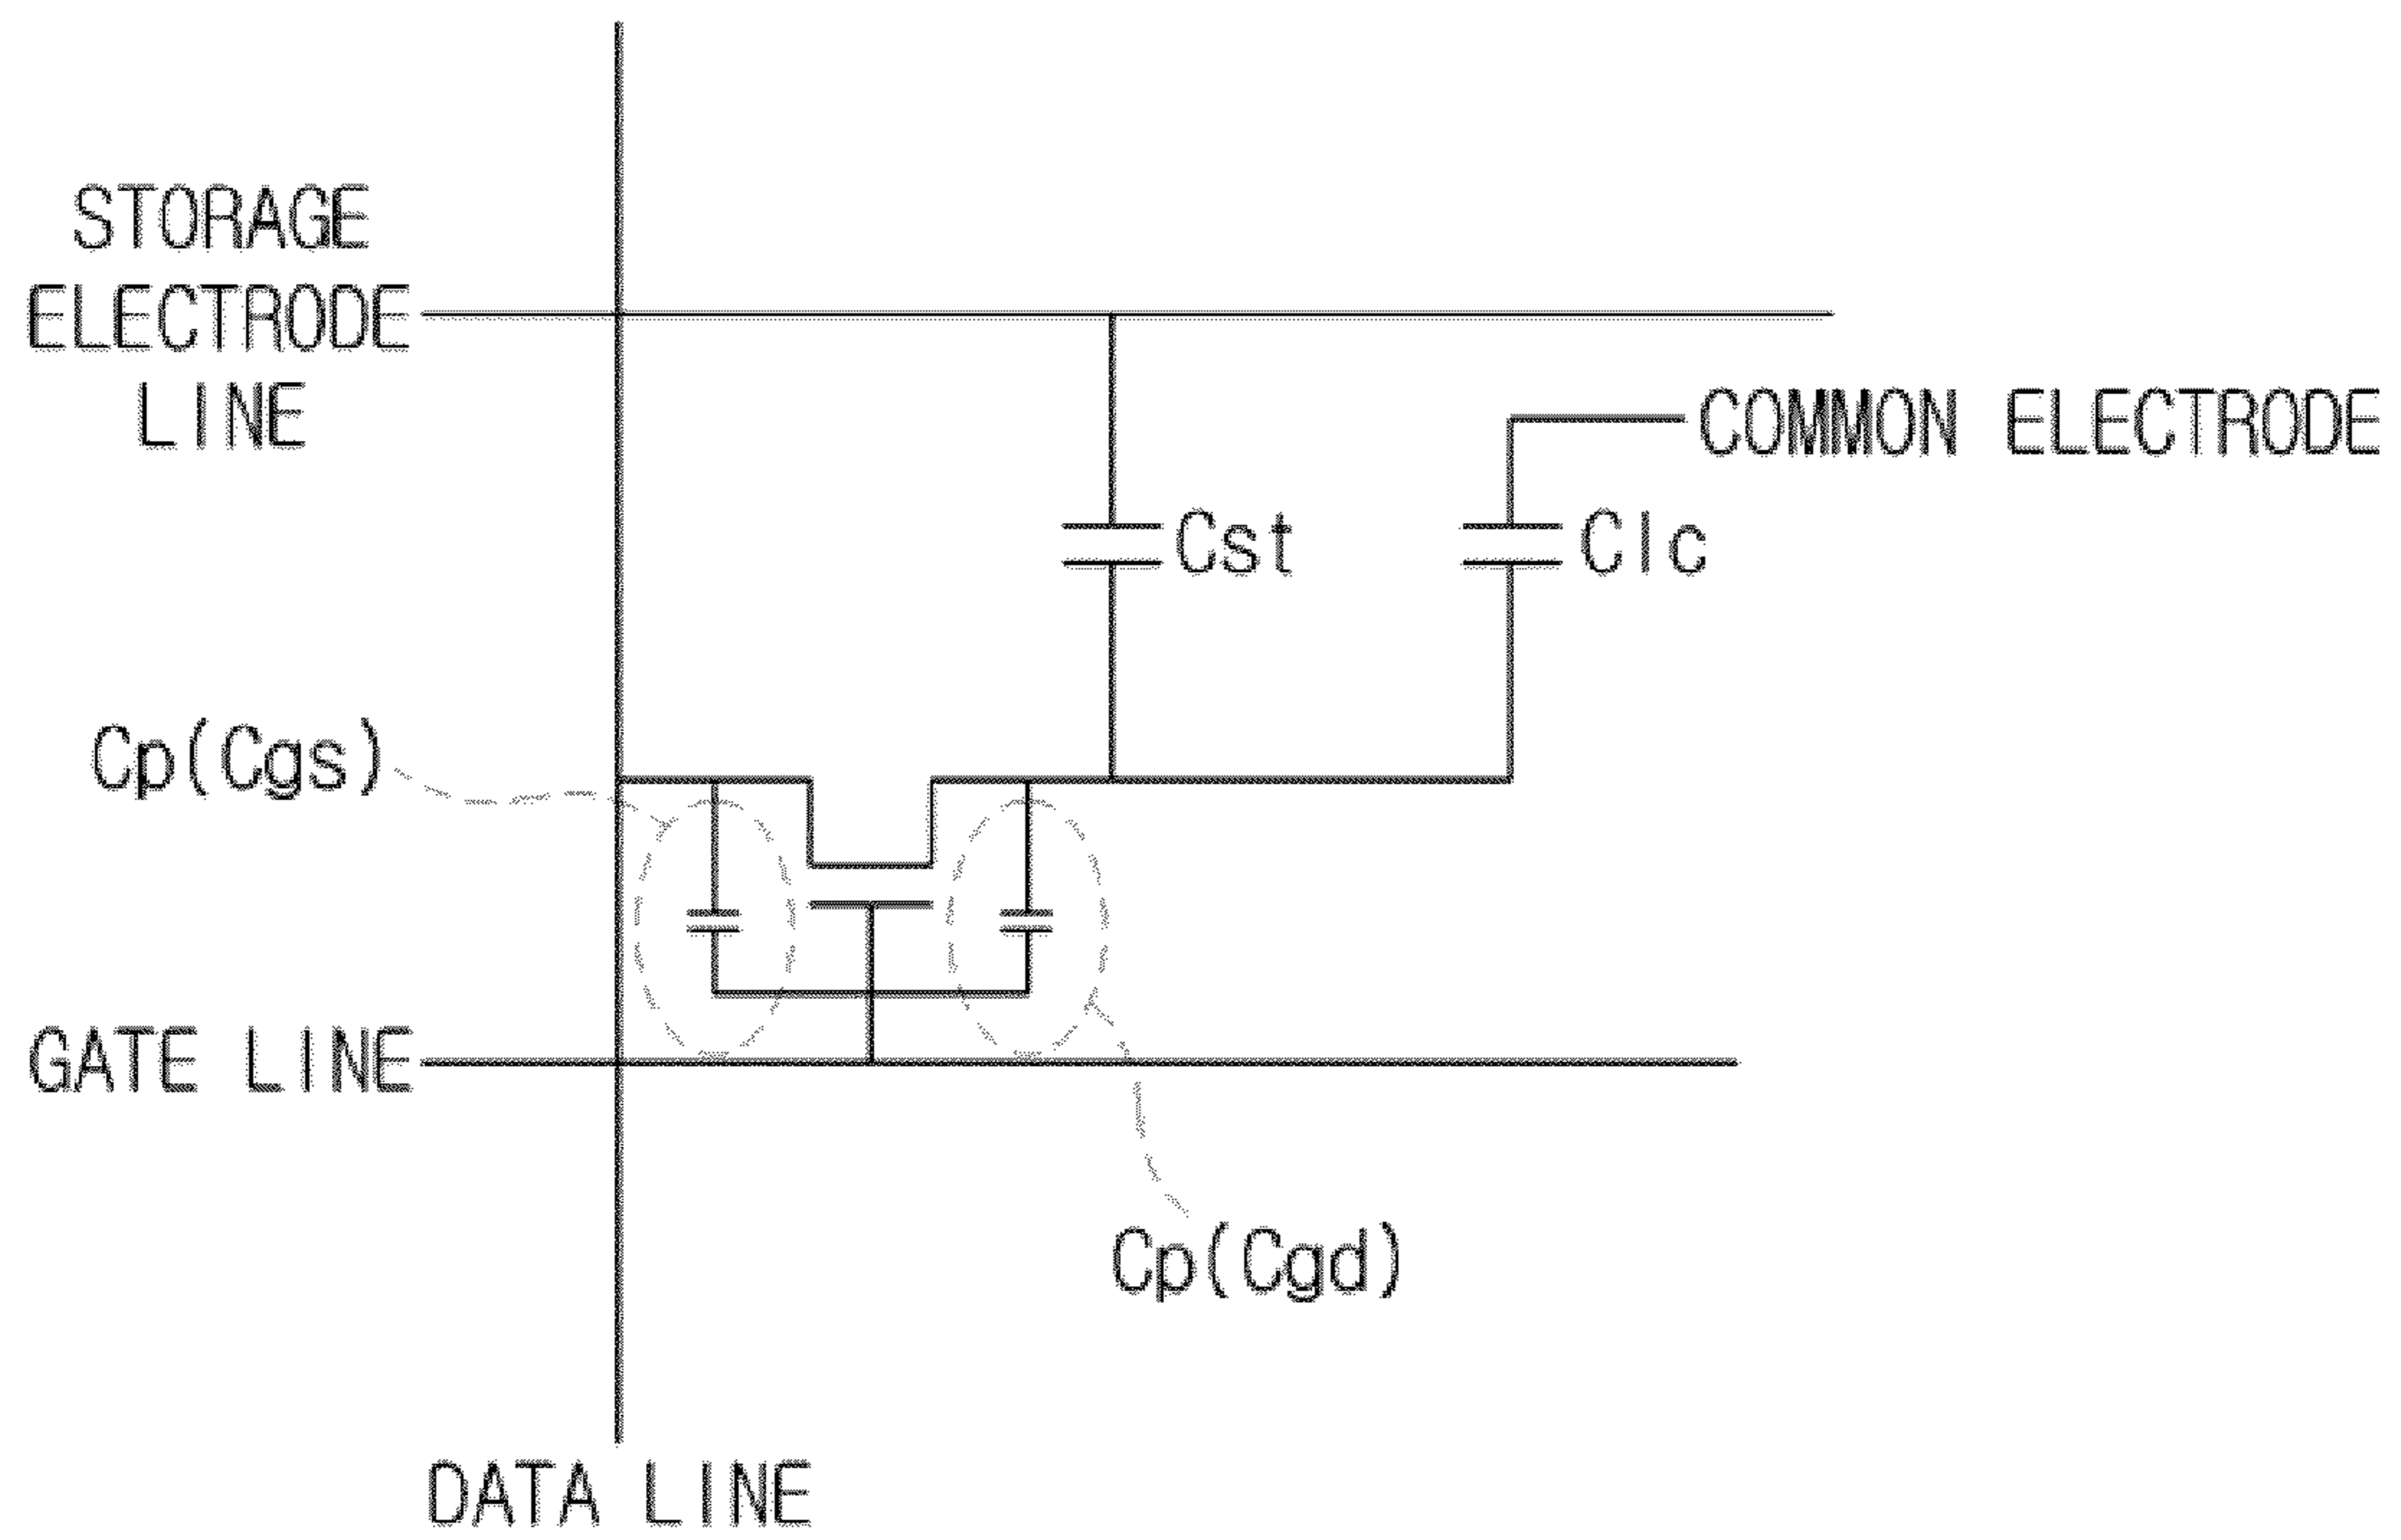 STORAGE
ELECTRODE
LINE
COMMON ELECTRODE
Cst
Clc
Cp(Cgs)
GATE LINE
Cp(Cgd)
DATA LINE